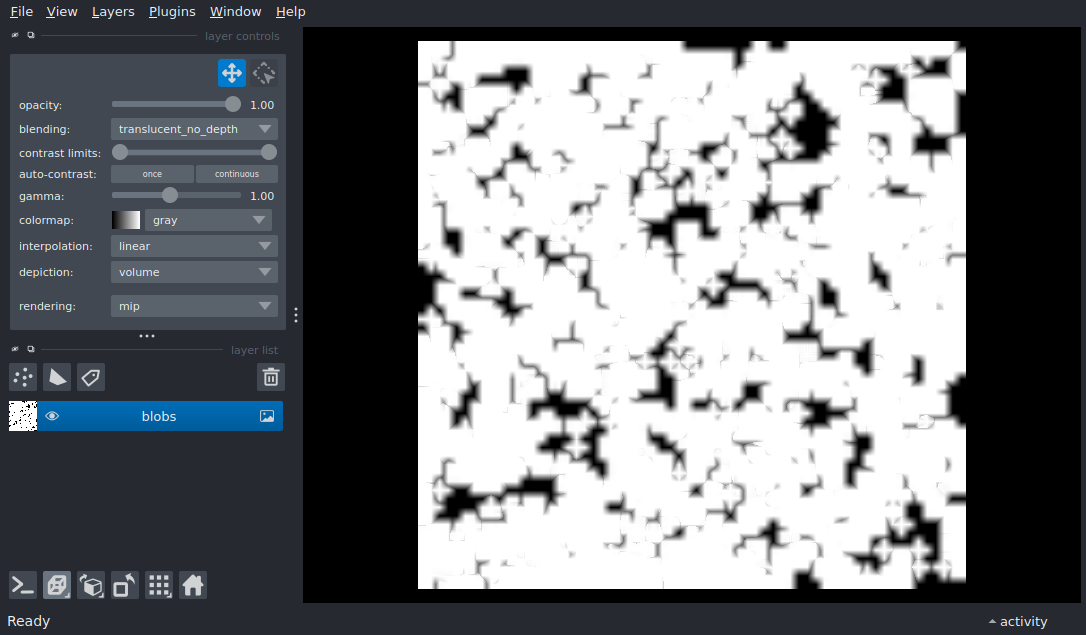 File View Layers Plugins Window Help
layer controls
opacity: 1.00
blending: translucent_no_depth
contrast limits:
auto-contrast: once continuous
gamma: 1.00
colormap: gray
interpolation: linear
depiction: volume
rendering: mip
layer list
blobs
Ready activity